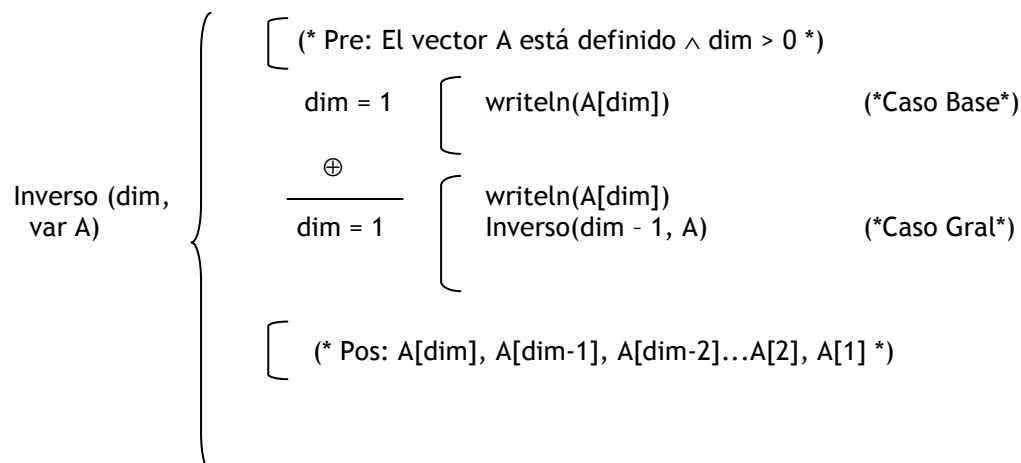 (* Pre: El vector A está definido ∧ dim > 0 *)
dim = 1 writeln(A[dim]) (*Caso Base*)
⊕
Inverso (dim, writeln(A[dim])
var A) dim = 1 Inverso(dim – 1, A) (*Caso Gral*)
(* Pos: A[dim], A[dim-1], A[dim-2]...A[2], A[1] *)